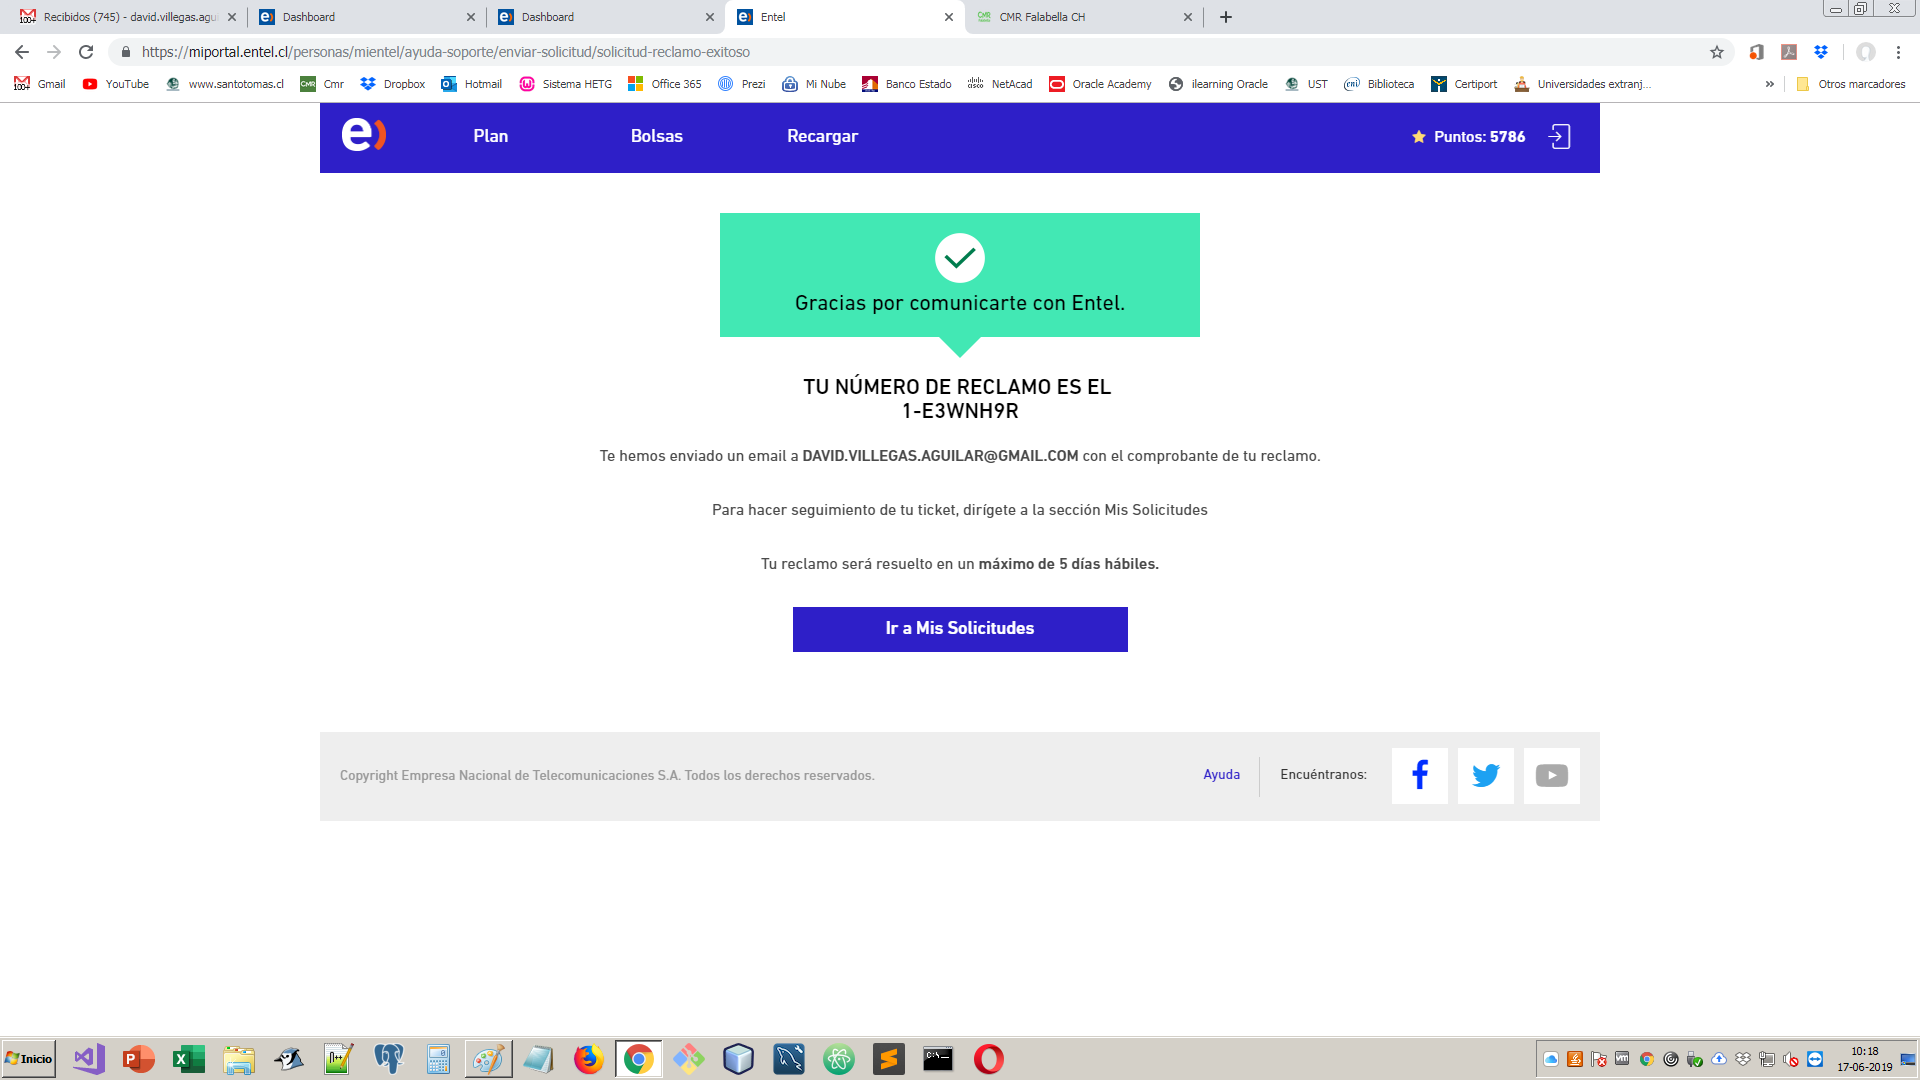 Recibidos (745) - david.villegas.agui
Dashboard
Dashboard
Entel
CMR Falabella CH
https://miportal.entel.cl/personas/mientel/ayuda-soporte/enviar-solicitud/solicitud-reclamo-exitoso
Gmail
YouTube
www.santotomas.cl
Cmr
Dropbox
Hotmail
Sistema HETG
Office 365
Prezi
Mi Nube
Banco Estado
NetAcad
Oracle Academy
ilearning Oracle
UST
Biblioteca
Certiport
Universidades extranj...
»
Otros marcadores
e)
Plan
Bolsas
Recargar
Puntos: 5786
Gracias por comunicarte con Entel.
TU NÚMERO DE RECLAMO ES EL
1-E3WNH9R
Te hemos enviado un email a DAVID.VILLEGAS.AGUILAR@GMAIL.COM con el comprobante de tu reclamo.
Para hacer seguimiento de tu ticket, dirígete a la sección Mis Solicitudes
Tu reclamo será resuelto en un máximo de 5 días hábiles.
Ir a Mis Solicitudes
Copyright Empresa Nacional de Telecomunicaciones S.A. Todos los derechos reservados.
Ayuda
Encuéntranos:
Inicio
10:18
17-06-2019